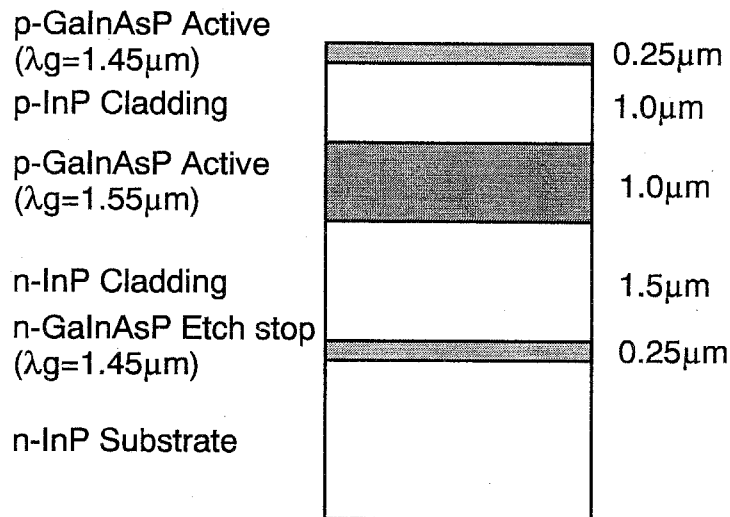 p-GaInAsP Active
(λg=1.45μm)
0.25μm
p-InP Cladding
1.0μm
p-GaInAsP Active
(λg=1.55μm)
1.0μm
n-InP Cladding
1.5μm
n-GaInAsP Etch stop
(λg=1.45μm)
0.25μm
n-InP Substrate